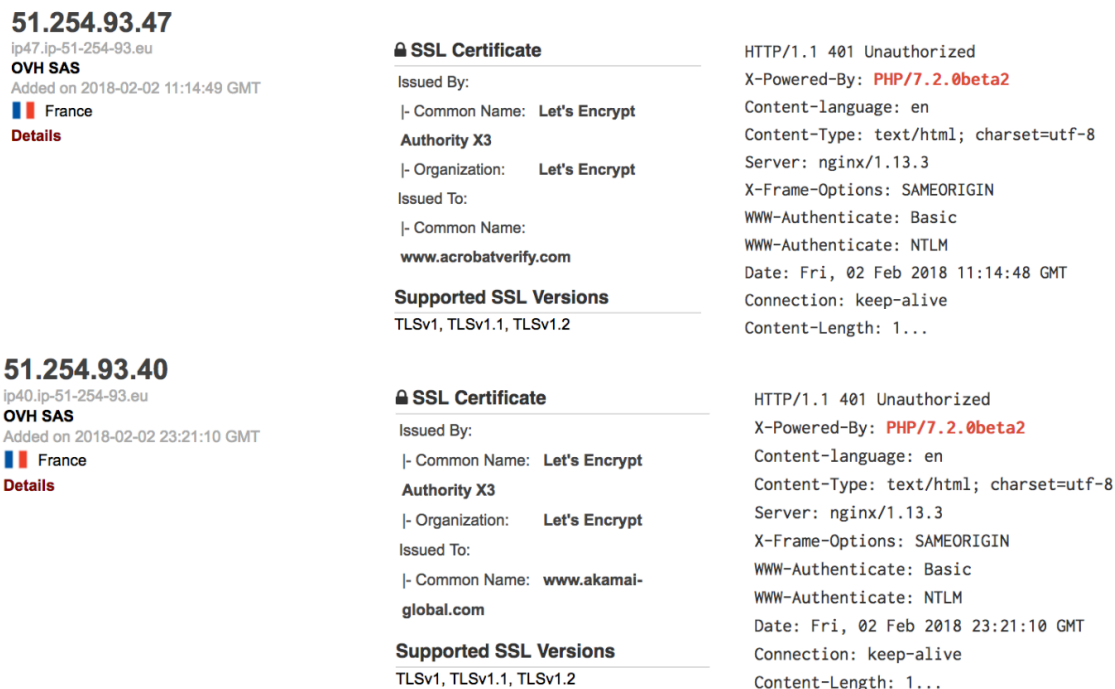 51.254.93.47
ip47.ip-51-254-93.eu
OVH SAS
Added on 2018-02-02 11:14:49 GMT
France
Details
SSL Certificate
Issued By:
|- Common Name: Let's Encrypt
Authority X3
|- Organization: Let's Encrypt
Issued To:
|- Common Name:
www.acrobatverify.com
Supported SSL Versions
TLSv1, TLSv1.1, TLSv1.2
HTTP/1.1 401 Unauthorized
X-Powered-By: PHP/7.2.0beta2
Content-language: en
Content-Type: text/html; charset=utf-8
Server: nginx/1.13.3
X-Frame-Options: SAMEORIGIN
WWW-Authenticate: Basic
WWW-Authenticate: NTLM
Date: Fri, 02 Feb 2018 11:14:48 GMT
Connection: keep-alive
Content-Length: 1...
51.254.93.40
ip40.ip-51-254-93.eu
OVH SAS
Added on 2018-02-02 23:21:10 GMT
France
Details
SSL Certificate
Issued By:
|- Common Name: Let's Encrypt
Authority X3
|- Organization: Let's Encrypt
Issued To:
|- Common Name: www.akamai-
global.com
Supported SSL Versions
TLSv1, TLSv1.1, TLSv1.2
HTTP/1.1 401 Unauthorized
X-Powered-By: PHP/7.2.0beta2
Content-language: en
Content-Type: text/html; charset=utf-8
Server: nginx/1.13.3
X-Frame-Options: SAMEORIGIN
WWW-Authenticate: Basic
WWW-Authenticate: NTLM
Date: Fri, 02 Feb 2018 23:21:10 GMT
Connection: keep-alive
Content-Length: 1...